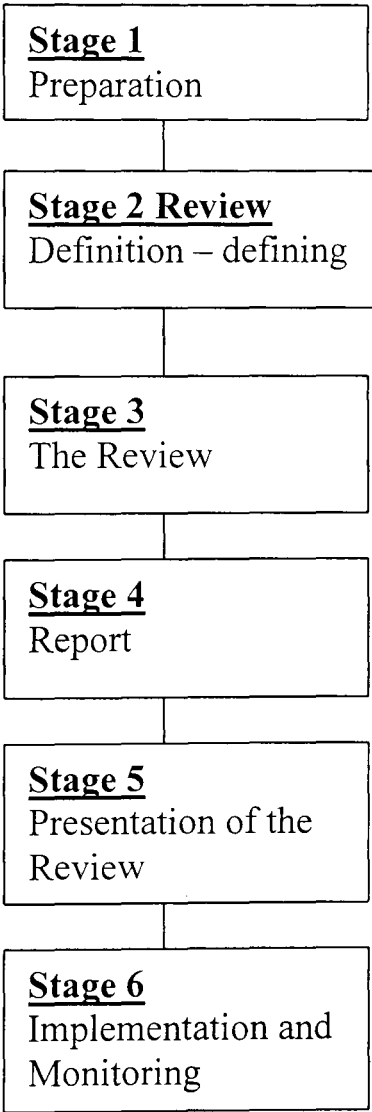 Stage 1
Preparation
Stage 2 Review
Definition – defining
Stage 3
The Review
Stage 4
Report
Stage 5
Presentation of the
Review
Stage 6
Implementation and
Monitoring